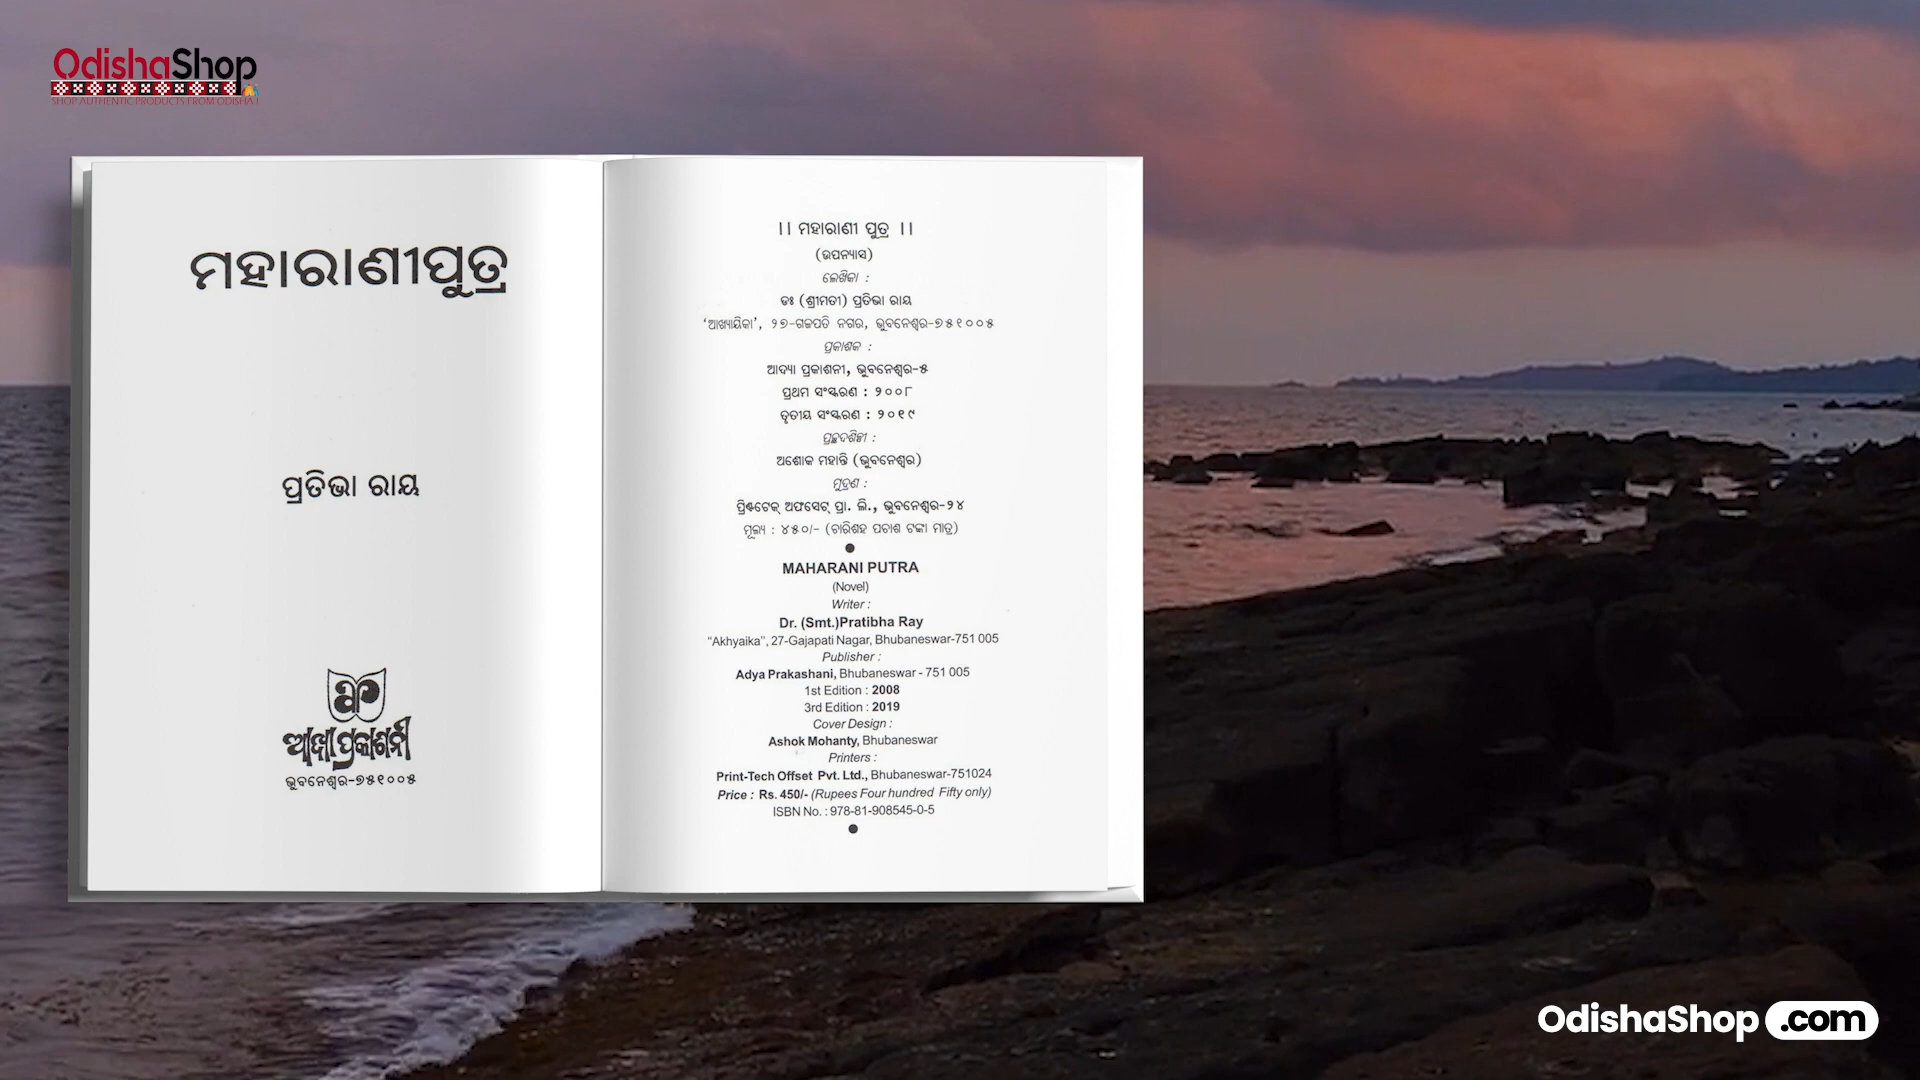 OdishaShop
SHOP AUTHENTIC PRODUCTS FROM ODISHA !
ମହାରାଣୀପୁତ୍ର
ପ୍ରତିଭା ରାୟ
ଆଦ୍ୟା ପ୍ରକାଶନୀ
ଭୁବନେଶ୍ୱର-୭୫୧୦୦୫
।। ମହାରାଣୀ ପୁତ୍ର ।।
(ଉପନ୍ୟାସ)
ଲେଖିକା :
ଡଃ (ଶ୍ରୀମତୀ) ପ୍ରତିଭା ରାୟ
‘ଆଖ୍ୟାୟିକା’, ୨୭-ଗଜପତି ନଗର, ଭୁବନେଶ୍ୱର-୭୫୧୦୦୫
ପ୍ରକାଶକ :
ଆଦ୍ୟା ପ୍ରକାଶନୀ, ଭୁବନେଶ୍ୱର-୫
ପ୍ରଥମ ସଂସ୍କରଣ : ୨୦୦୮
ତୃତୀୟ ସଂସ୍କରଣ : ୨୦୧୯
ପ୍ରଚ୍ଛଦଶିଳ୍ପୀ :
ଅଶୋକ ମହାନ୍ତି (ଭୁବନେଶ୍ୱର)
ମୁଦ୍ରଣ :
ପ୍ରିଣ୍ଟଟେକ୍ ଅଫସେଟ୍ ପ୍ରା. ଲି., ଭୁବନେଶ୍ୱର-୨୪
ମୂଲ୍ୟ : ୪୫୦/- (ଚାରିଶହ ପଚାଶ ଟଙ୍କା ମାତ୍ର)
MAHARANI PUTRA
(Novel)
Writer :
Dr. (Smt.)Pratibha Ray
"Akhyaika", 27-Gajapati Nagar, Bhubaneswar-751 005
Publisher :
Adya Prakashani, Bhubaneswar - 751 005
1st Edition : 2008
3rd Edition : 2019
Cover Design :
Ashok Mohanty, Bhubaneswar
Printers :
Print-Tech Offset Pvt. Ltd., Bhubaneswar-751024
Price : Rs. 450/- (Rupees Four hundred Fifty only)
ISBN No. : 978-81-908545-0-5
OdishaShop .com